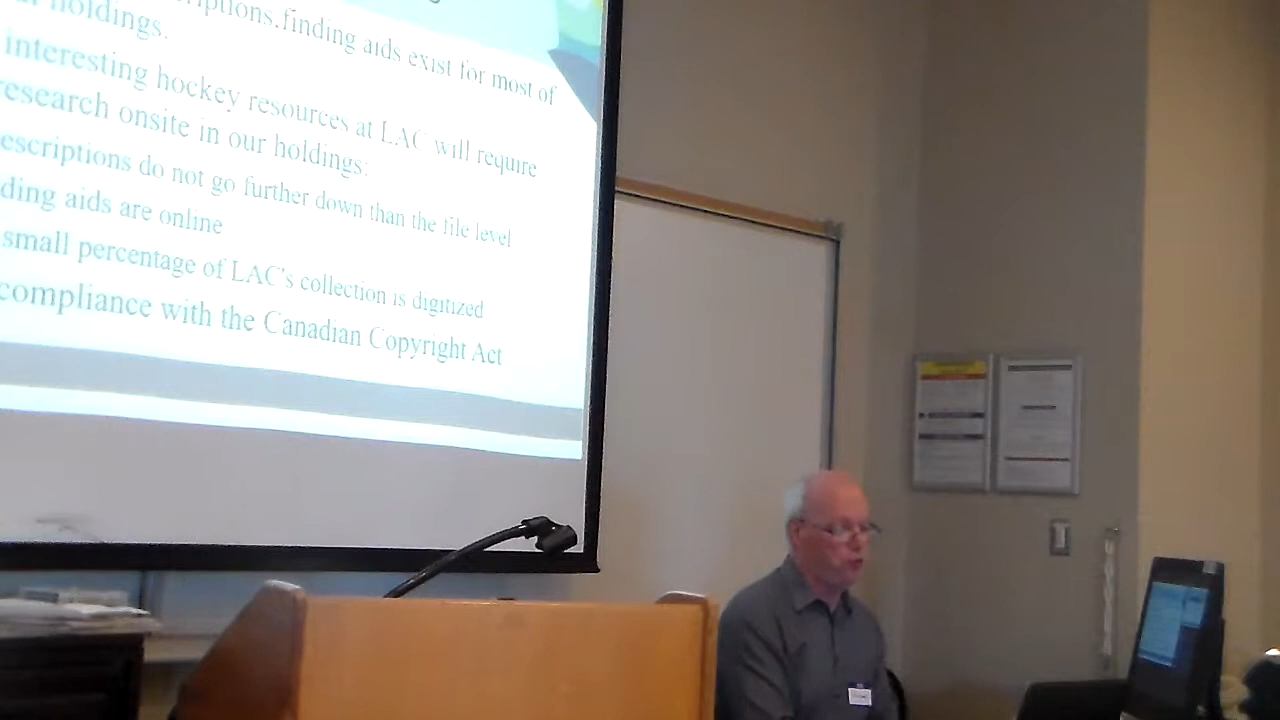 finding aids exist for most of
holdings.
interesting hockey resources at LAC will require
research onsite in our holdings:
escriptions do not go further down than the file level
ding aids are online
small percentage of LAC's collection is digitized
compliance with the Canadian Copyright Act